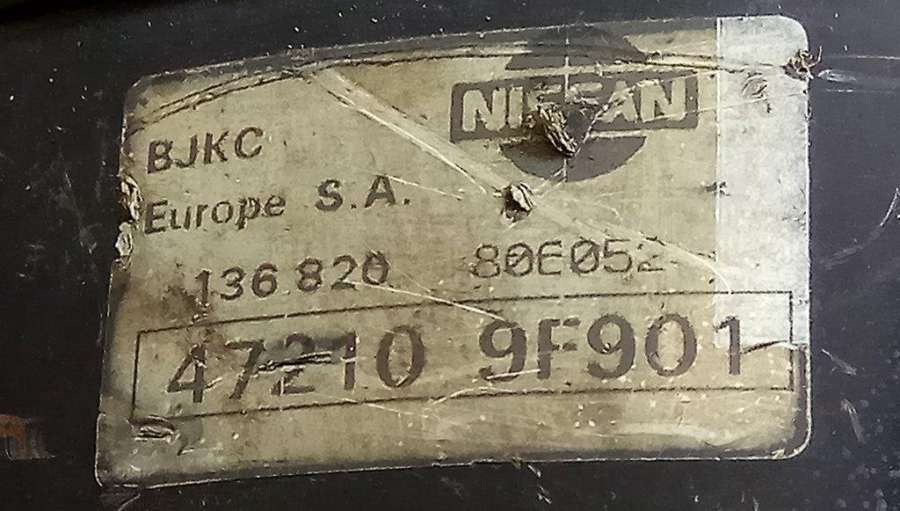 NISSAN
BJKC
Europe S.A.
136 820 80E052
47210 9F901